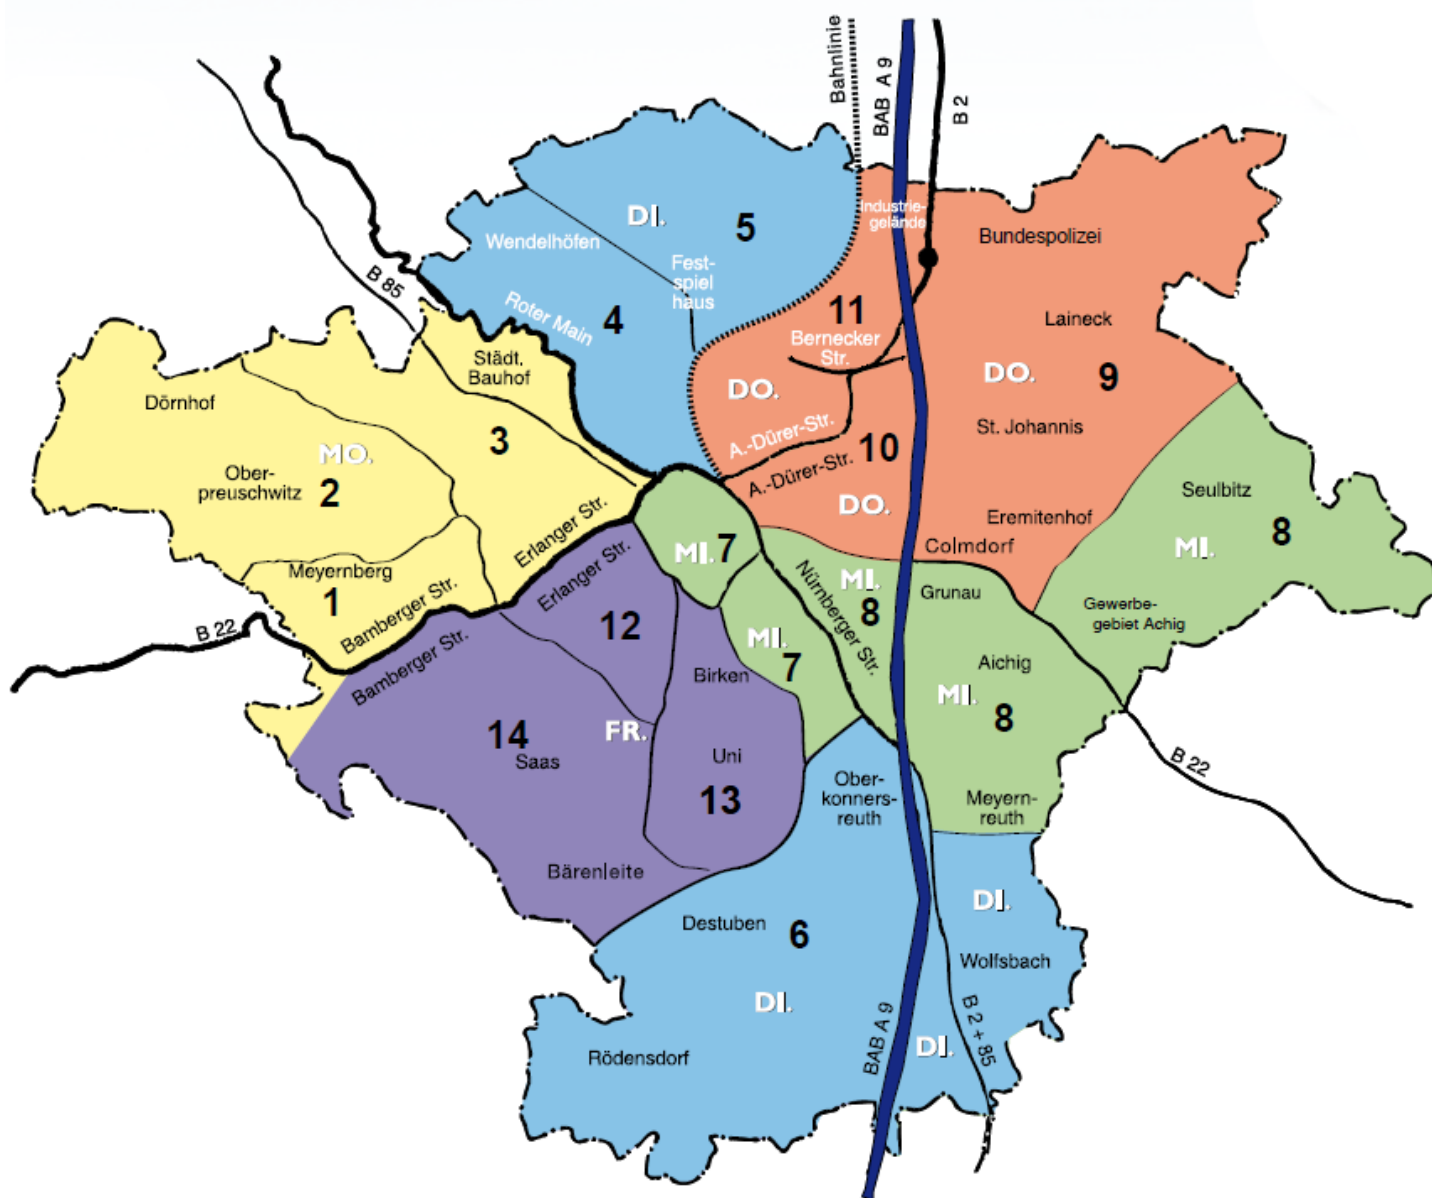 Bahnlinie
BAB A 9
B 2
B 85
DI.
5
Wendelhöfen
Fest-
spiel
haus
Roter Main
4
Industrie-
gelände
Bundespolizei
11
Bernecker
Str.
Laineck
DO.
9
DO.
A.-Dürer-Str.
A.-Dürer-Str.
10
DO.
St. Johannis
Eremitenhof
Colmdorf
Städt.
Bauhof
Dörnhof
3
MO.
Ober-
preuschwitz
2
Erlanger Str.
Meyernberg
1
Bamberger Str.
B 22
Seulbitz
8
MI.
Gewerbe-
gebiet Achig
MI.
7
Nürnberger Str.
MI.
8
Grunau
Erlanger Str.
12
Bamberger Str.
MI.
7
Birken
Aichig
MI.
8
FR.
14
Saas
Uni
13
B 22
Ober-
konners-
reuth
Meyern-
reuth
Bärenleite
Destuben
6
DI.
Wolfsbach
DI.
Rödensdorf
BAB A 9
DI.
B 2 + 85